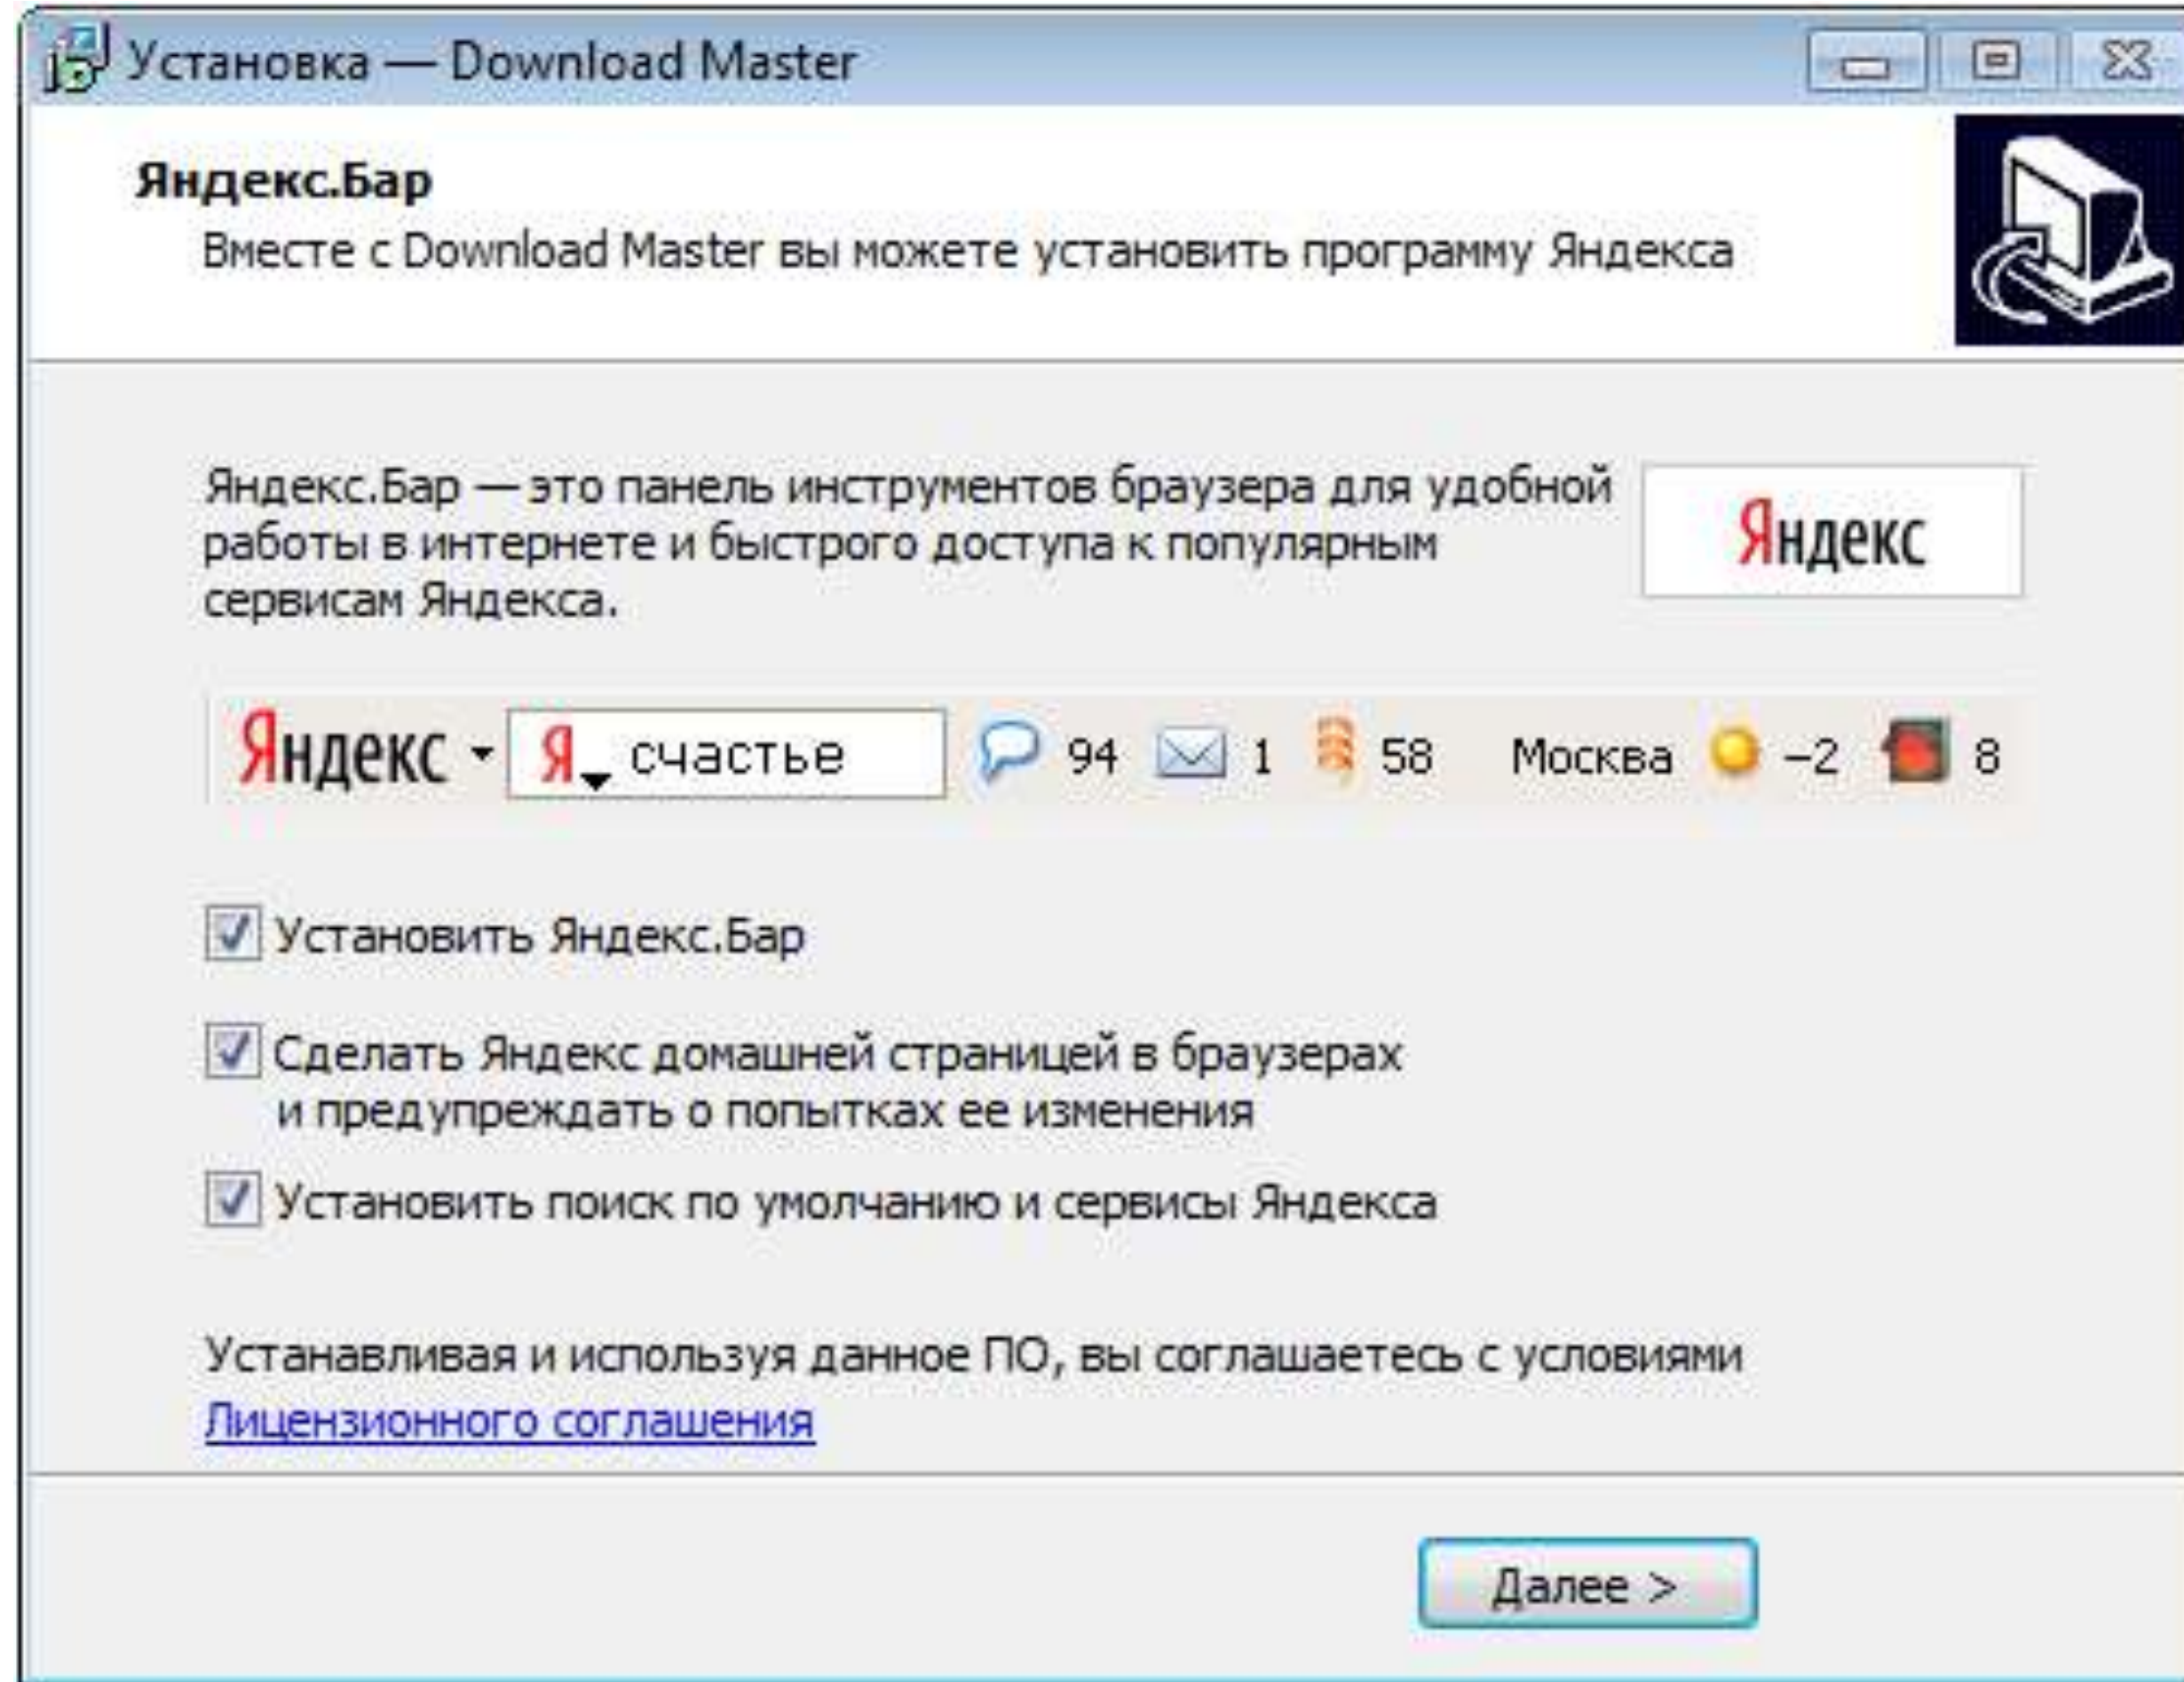 Установка — Download Master
Яндекс.Бар
Вместе с Download Master вы можете установить программу Яндекса
Яндекс.Бар — это панель инструментов браузера для удобной
работы в интернете и быстрого доступа к популярным
сервисам Яндекса.
Яндекс
Яндекс Я счастье 94 1 58 Москва −2 8
Установить Яндекс.Бар
Сделать Яндекс домашней страницей в браузерах
и предупреждать о попытках ее изменения
Установить поиск по умолчанию и сервисы Яндекса
Устанавливая и используя данное ПО, вы соглашаетесь с условиями
Лицензионного соглашения
Далее >